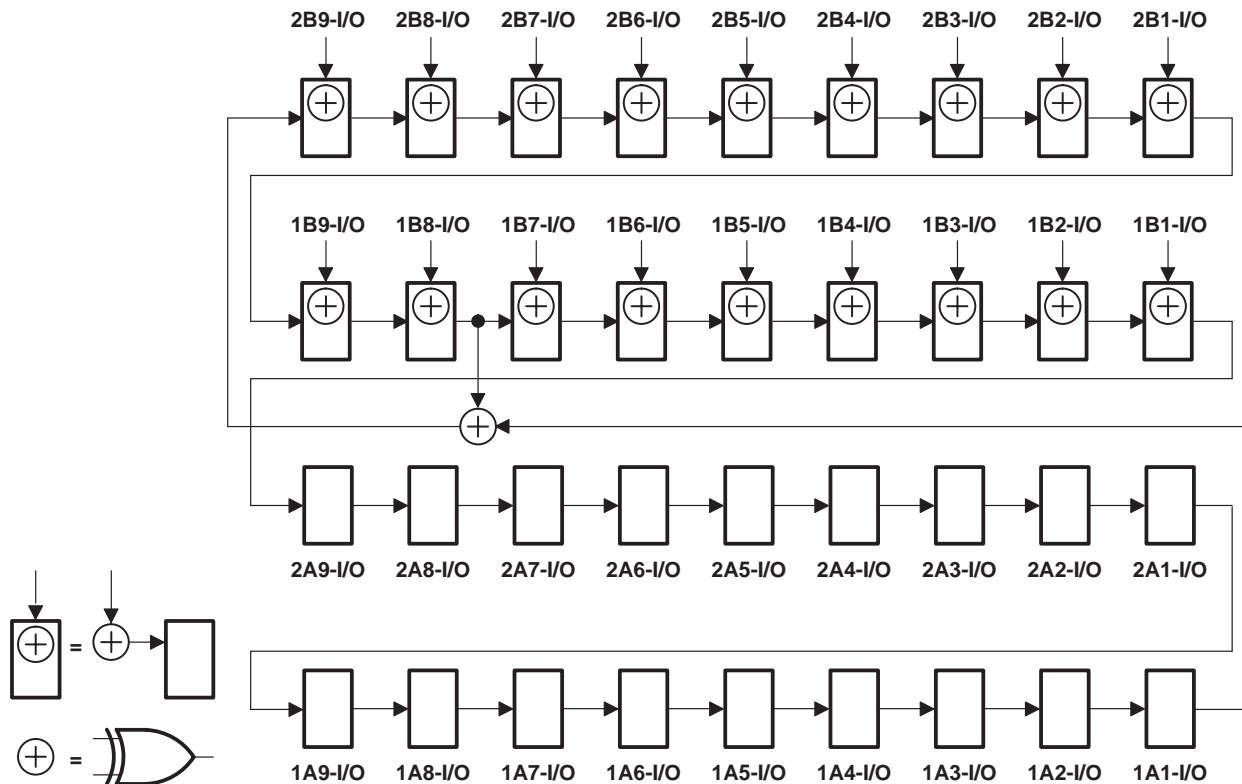 2B9-I/O 2B8-I/O 2B7-I/O 2B6-I/O 2B5-I/O 2B4-I/O 2B3-I/O 2B2-I/O 2B1-I/O
1B9-I/O 1B8-I/O 1B7-I/O 1B6-I/O 1B5-I/O 1B4-I/O 1B3-I/O 1B2-I/O 1B1-I/O
2A9-I/O 2A8-I/O 2A7-I/O 2A6-I/O 2A5-I/O 2A4-I/O 2A3-I/O 2A2-I/O 2A1-I/O
=
=
1A9-I/O 1A8-I/O 1A7-I/O 1A6-I/O 1A5-I/O 1A4-I/O 1A3-I/O 1A2-I/O 1A1-I/O